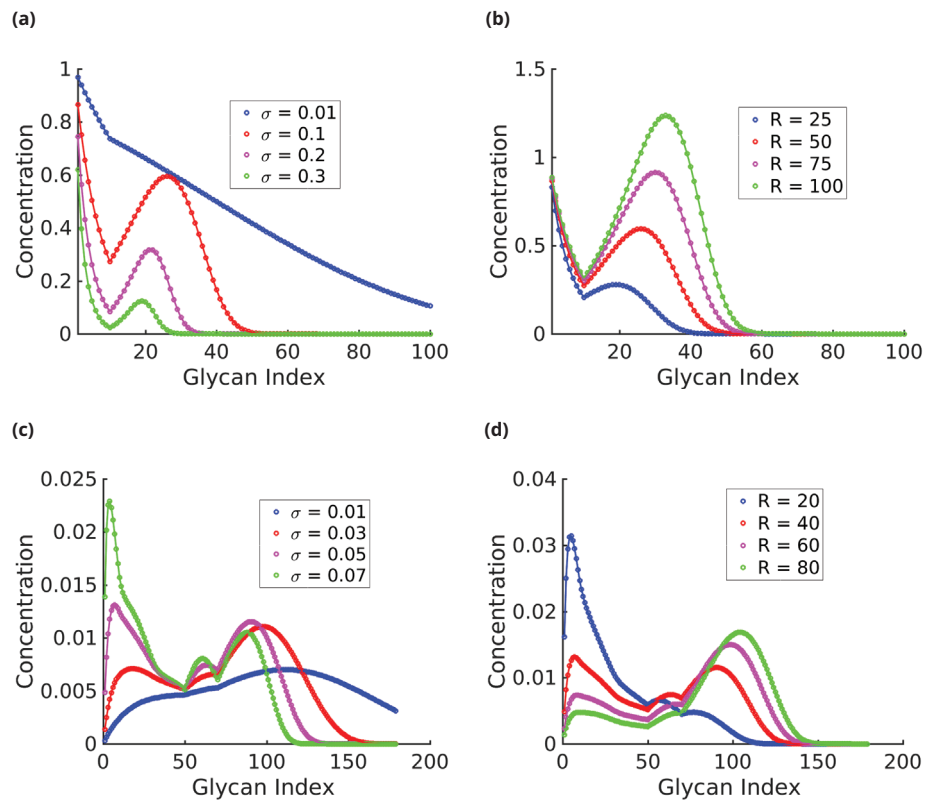 (a)
1
0.8
0.6
0.4
0.2
0
20
40
60
80
100
Concentration
Glycan Index
σ = 0.01
σ = 0.1
σ = 0.2
σ = 0.3
(b)
1.5
1
0.5
0
20
40
60
80
100
Concentration
Glycan Index
R = 25
R = 50
R = 75
R = 100
(c)
0.025
0.02
0.015
0.01
0.005
0
0
50
100
150
200
Concentration
Glycan Index
σ = 0.01
σ = 0.03
σ = 0.05
σ = 0.07
(d)
0.04
0.03
0.02
0.01
0
0
50
100
150
200
Concentration
Glycan Index
R = 20
R = 40
R = 60
R = 80